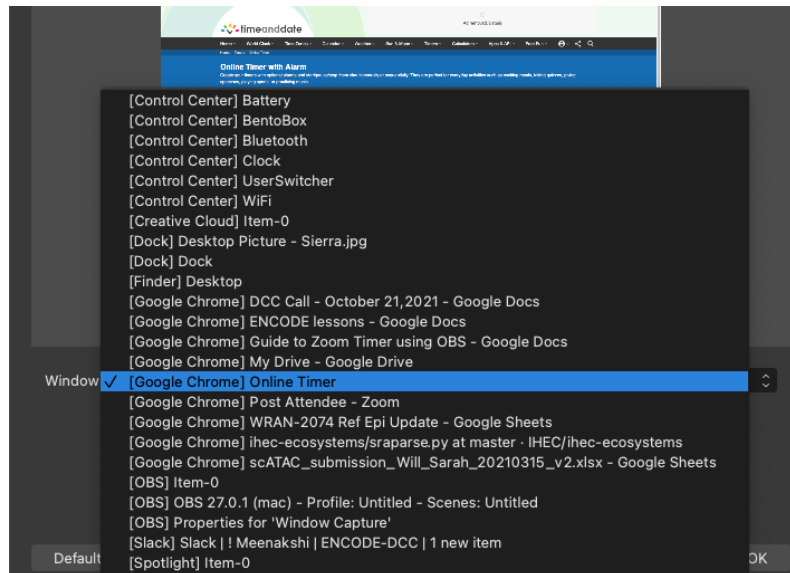 timeanddate
Online Timer with Alarm
[Control Center] Battery
[Control Center] BentoBox
[Control Center] Bluetooth
[Control Center] Clock
[Control Center] UserSwitcher
[Control Center] WiFi
[Creative Cloud] Item-0
[Dock] Desktop Picture - Sierra.jpg
[Dock] Dock
[Finder] Desktop
[Google Chrome] DCC Call - October 21,2021 - Google Docs
[Google Chrome] ENCODE lessons - Google Docs
[Google Chrome] Guide to Zoom Timer using OBS - Google Docs
[Google Chrome] My Drive - Google Drive
Window ✓ [Google Chrome] Online Timer
[Google Chrome] Post Attendee - Zoom
[Google Chrome] WRAN-2074 Ref Epi Update - Google Sheets
[Google Chrome] ihec-ecosystems/sraparse.py at master · IHEC/ihec-ecosystems
[Google Chrome] scATAC_submission_Will_Sarah_20210315_v2.xlsx - Google Sheets
[OBS] Item-0
[OBS] OBS 27.0.1 (mac) - Profile: Untitled - Scenes: Untitled
[OBS] Properties for 'Window Capture'
[Slack] Slack | ! Meenakshi | ENCODE-DCC | 1 new item
Default [Spotlight] Item-0 OK